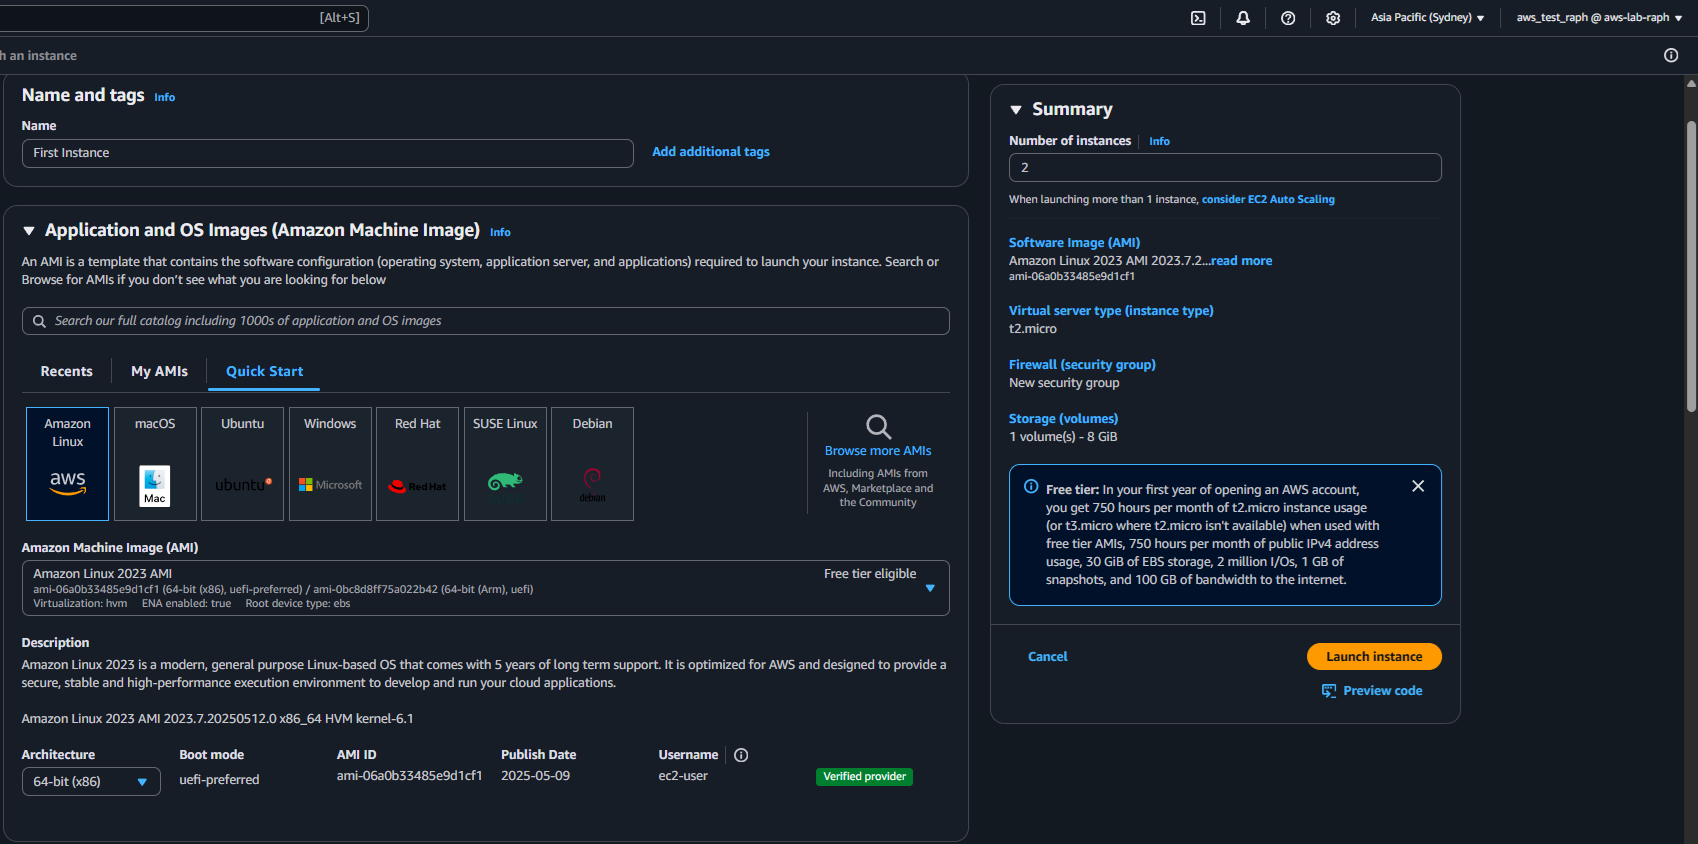 [Alt+S]
Asia Pacific (Sydney)
aws_test_raph @ aws-lab-raph
h an instance
Name and tags Info
Name
First Instance
Add additional tags
Application and OS Images (Amazon Machine Image) Info
An AMI is a template that contains the software configuration (operating system, application server, and applications) required to launch your instance. Search or
Browse for AMIs if you don't see what you are looking for below
Search our full catalog including 1000s of application and OS images
Recents
My AMIs
Quick Start
Amazon
Linux
aws
macOS
Mac
Ubuntu
ubuntu
Windows
Microsoft
Red Hat
Red Hat
SUSE Linux
Debian
debian
Browse more AMIs
Including AMIs from
AWS, Marketplace and
the Community
Amazon Machine Image (AMI)
Amazon Linux 2023 AMI
Free tier eligible
ami-06a0b33485e9d1cf1 (64-bit (x86), uefi-preferred) / ami-0bc8d8ff75a022b42 (64-bit (Arm), uefi)
Virtualization: hvm ENA enabled: true Root device type: ebs
Description
Amazon Linux 2023 is a modern, general purpose Linux-based OS that comes with 5 years of long term support. It is optimized for AWS and designed to provide a
secure, stable and high-performance execution environment to develop and run your cloud applications.
Amazon Linux 2023 AMI 2023.7.20250512.0 x86_64 HVM kernel-6.1
Architecture
64-bit (x86)
Boot mode
uefi-preferred
AMI ID
ami-06a0b33485e9d1cf1
Publish Date
2025-05-09
Username
ec2-user
Verified provider
Summary
Number of instances Info
2
When launching more than 1 instance, consider EC2 Auto Scaling
Software Image (AMI)
Amazon Linux 2023 AMI 2023.7.2...read more
ami-06a0b33485e9d1cf1
Virtual server type (instance type)
t2.micro
Firewall (security group)
New security group
Storage (volumes)
1 volume(s) - 8 GiB
Free tier: In your first year of opening an AWS account,
you get 750 hours per month of t2.micro instance usage
(or t3.micro where t2.micro isn't available) when used with
free tier AMIs, 750 hours per month of public IPv4 address
usage, 30 GiB of EBS storage, 2 million I/Os, 1 GB of
snapshots, and 100 GB of bandwidth to the internet.
Cancel
Launch instance
Preview code